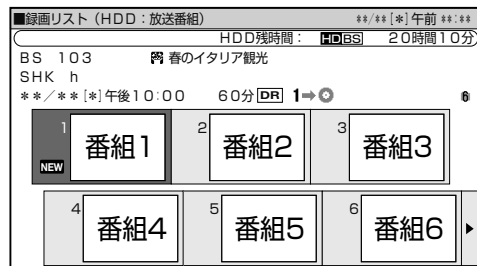 ■録画リスト(HDD:放送番組) **/**[*]午前**:**
HDD残時間: HD BS 20時間10分
BS 103 春のイタリア観光
SHK h
**/**[*]午後10:00 60分 DR 1➡
1 番組1 NEW 2 番組2 3 番組3
4 番組4 5 番組5 6 番組6 ▶